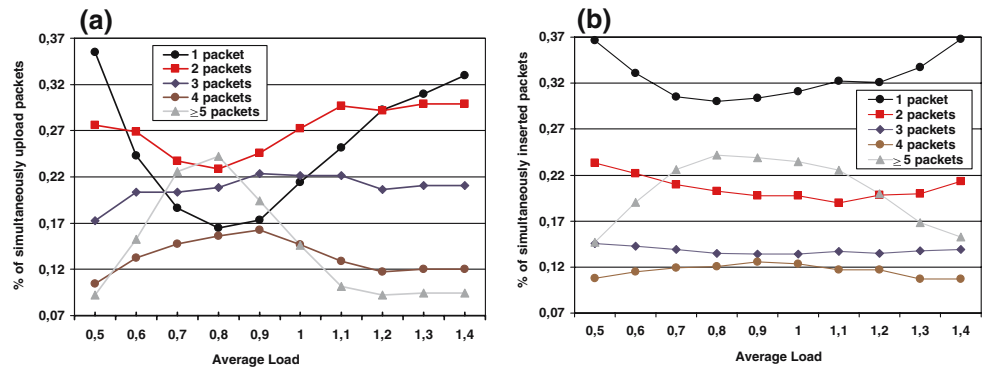 (a)
% of simultaneously upload packets
0,37
0,32
0,27
0,22
0,17
0,12
0,07
1 packet
2 packets
3 packets
4 packets
≥5 packets
0,5 0,6 0,7 0,8 0,9 1 1,1 1,2 1,3 1,4
Average Load
(b)
% of simultaneously inserted packets
0,37
0,32
0,27
0,22
0,17
0,12
0,07
1 packet
2 packets
3 packets
4 packets
≥ 5 packets
0,5 0,6 0,7 0,8 0,9 1 1,1 1,2 1,3 1,4
Average Load